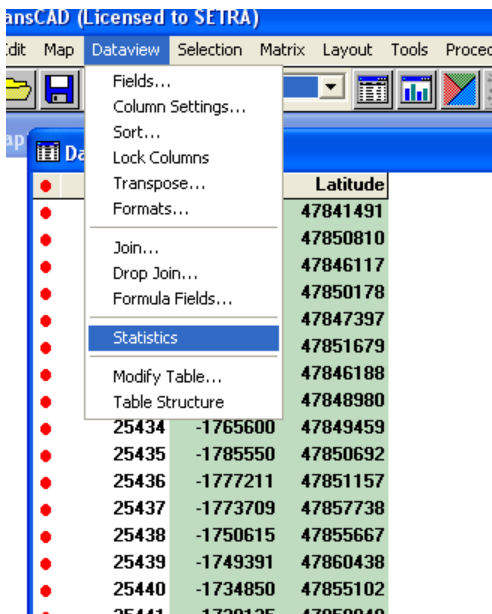 ansCAD (Licensed to SETRA)
dit Map Dataview Selection Matrix Layout Tools Proced
Fields...
Column Settings...
Sort...
Lock Columns
Transpose...
Formats...
Join...
Drop Join...
Formula Fields...
Statistics
Modify Table...
Table Structure
ap
Da
Latitude
47841491
47850810
47846117
47850178
47847397
47851679
47846188
47848980
25434 -1765600 47849459
25435 -1785550 47850692
25436 -1777211 47851157
25437 -1773709 47857738
25438 -1750615 47855667
25439 -1749391 47860438
25440 -1734850 47855102